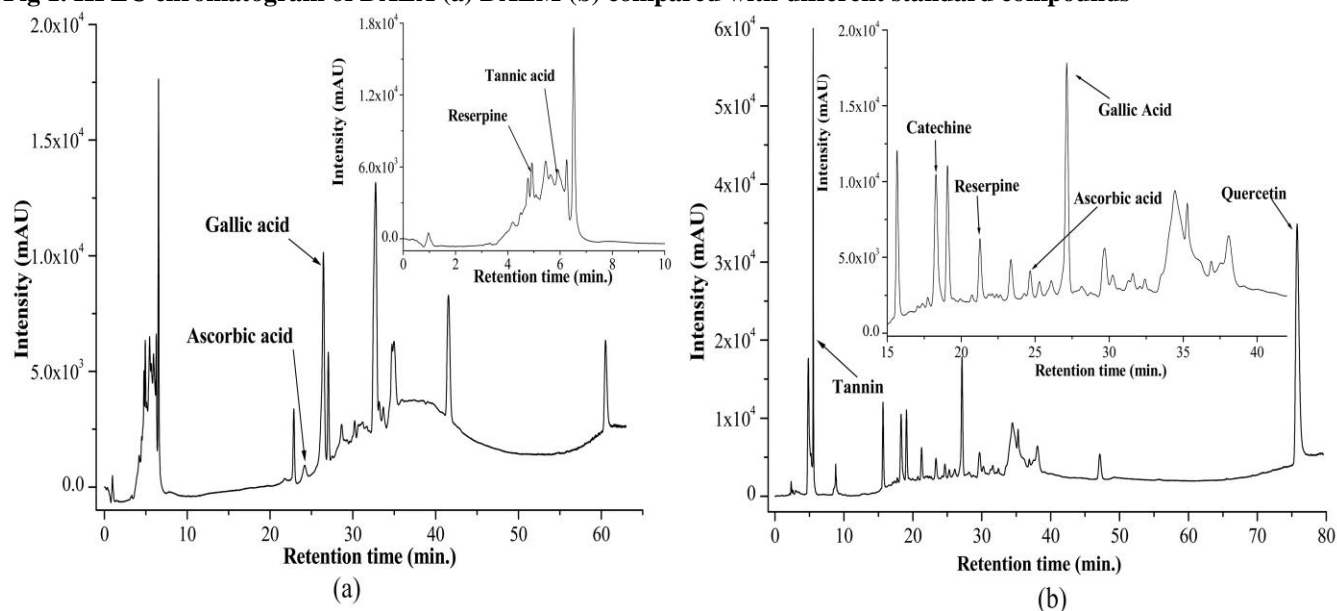 Fig 1. HPLC chromatogram of (a) (b) compared with different standard compounds
2.0x10⁴
1.5x10⁴
1.0x10⁴
5.0x10³
0.0
Intensity (mAU)
0 10 20 30 40 50 60
Retention time (min.)
Gallic acid
Ascorbic acid
1.8x10⁴
1.2x10⁴
6.0x10³
0.0
Intensity (mAU)
Tannic acid
Reserpine
0 2 4 6 8 10
Retention time (min.)
(a)
6x10⁴
5x10⁴
4x10⁴
3x10⁴
2x10⁴
1x10⁴
0
Intensity (mAU)
Tannin
Quercetin
0 10 20 30 40 50 60 70 80
Retention time (min.)
2.0x10⁴
1.5x10⁴
1.0x10⁴
5.0x10³
0.0
Intensity (mAU)
Catechine
Reserpine
Gallic Acid
Ascorbic acid
15 20 25 30 35 40
Retention time (min.)
(b)